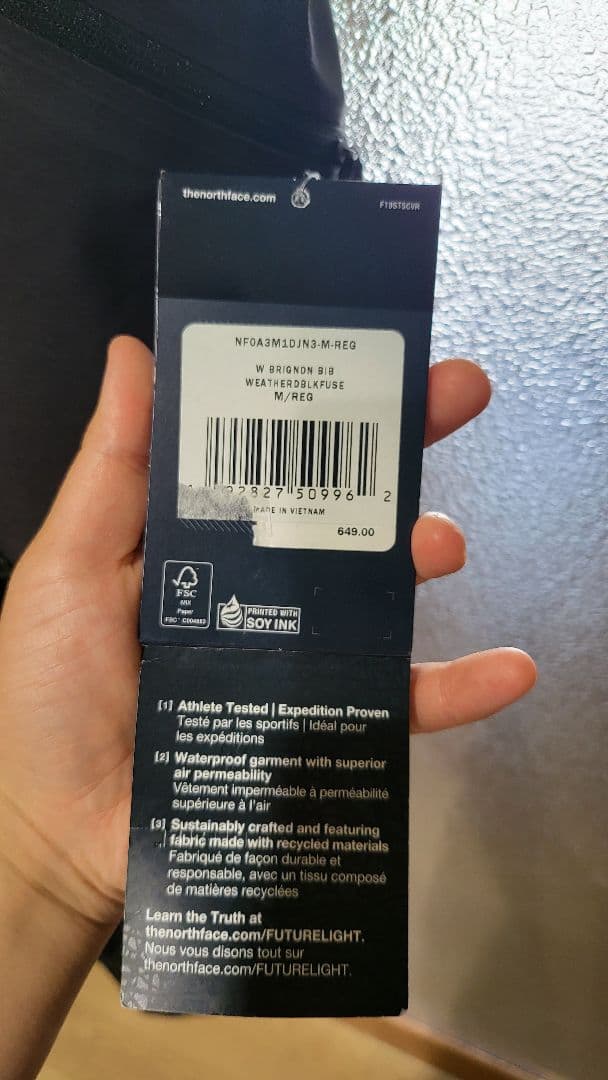 thenorthface.com
F19STSCVR
NF0A3M1DJN3-M-REG
W BRIGNDN BIB
WEATHERDBLKFUSE
M/REG
92827 50996 2
MADE IN VIETNAM
649.00
FSC
MIX
Paper
FSC® C004883
PRINTED WITH
SOY INK
[1] Athlete Tested | Expedition Proven
Testé par les sportifs | Idéal pour
les expéditions
[2] Waterproof garment with superior
air permeability
Vêtement imperméable à perméabilité
supérieure à l'air
[3] Sustainably crafted and featuring
fabric made with recycled materials
Fabriqué de façon durable et
responsable, avec un tissu composé
de matières recyclées
Learn the Truth at
thenorthface.com/FUTURELIGHT.
Nous vous disons tout sur
thenorthface.com/FUTURELIGHT.